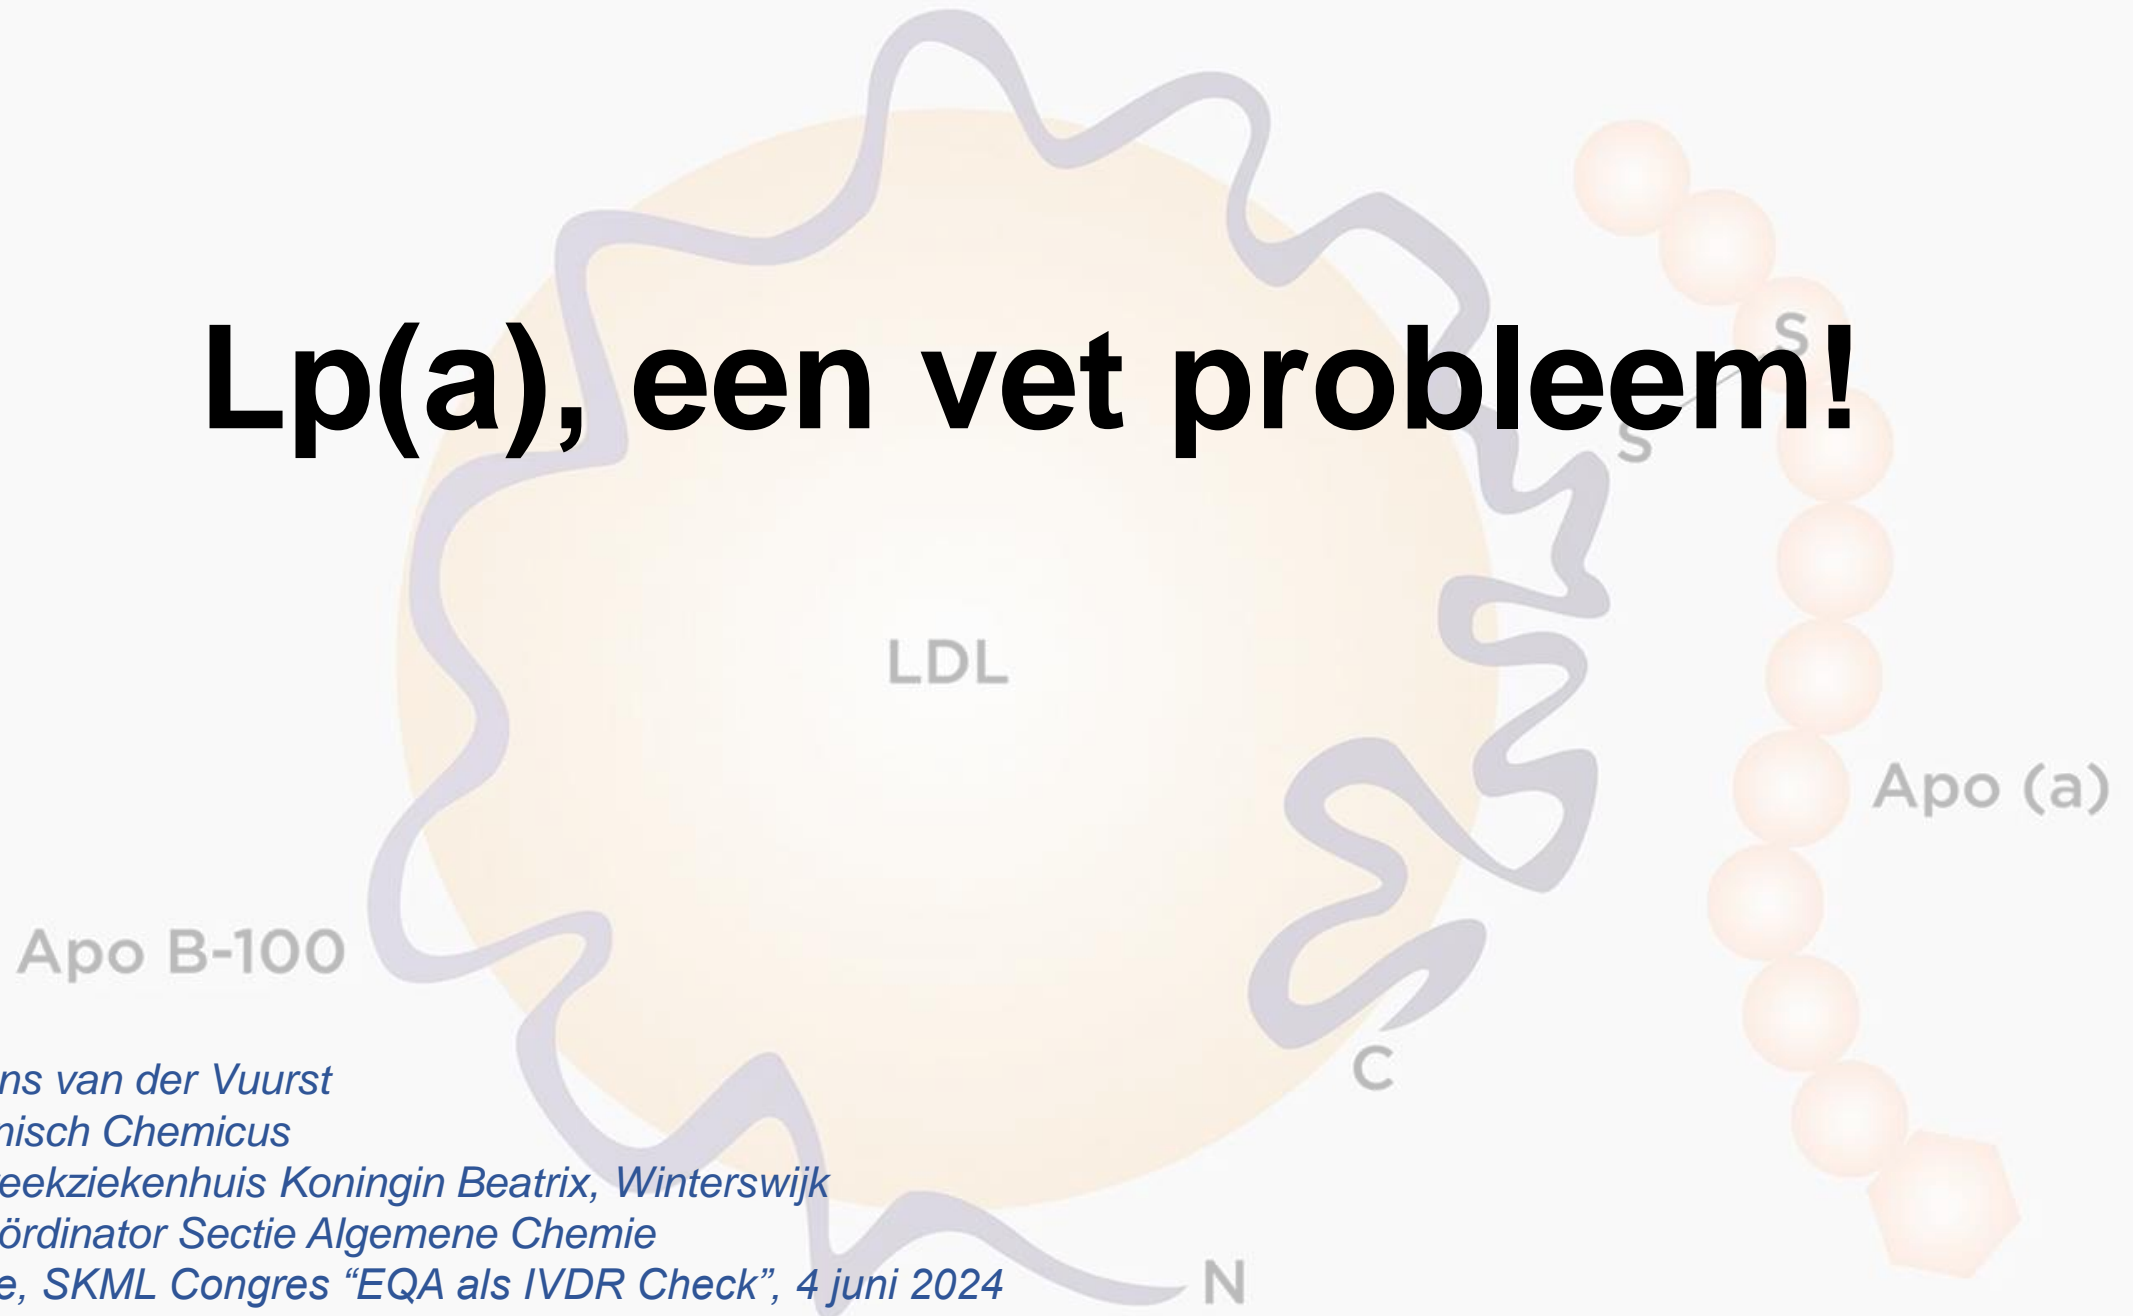 Lp(a), een vet probleem!
S
S
LDL
Apo (a)
Apo B-100
C
ns van der Vuurst
nisch Chemicus
eekziekenhuis Koningin Beatrix, Winterswijk
ördinator Sectie Algemene Chemie
e, SKML Congres “EQA als IVDR Check”, 4 juni 2024
N